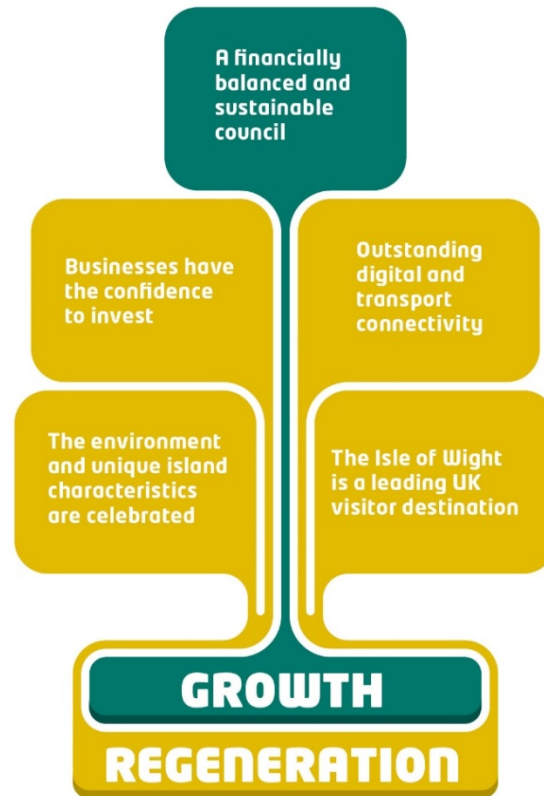 A financially
balanced and
sustainable
council
Businesses have
the confidence
to invest
Outstanding
digital and
transport
connectivity
The environment
and unique island
characteristics
are celebrated
The Isle of Wight
is a leading UK
visitor destination
GROWTH
REGENERATION